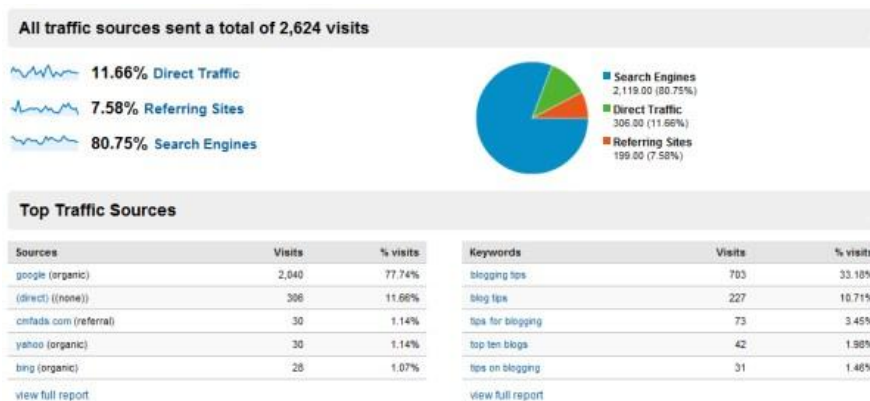 All traffic sources sent a total of 2,624 visits
11.66% Direct Traffic
7.58% Referring Sites
80.75% Search Engines
Search Engines
2,119.00 (80.75%)
Direct Traffic
306.00 (11.66%)
Referring Sites
199.00 (7.58%)
Top Traffic Sources
Sources Visits % visits
google (organic) 2,040 77.74%
(direct) ((none)) 306 11.66%
cmfads.com (referral) 30 1.14%
yahoo (organic) 30 1.14%
bing (organic) 28 1.07%
view full report
Keywords Visits % visits
blogging tips 703 33.18%
blog tips 227 10.71%
tips for blogging 73 3.45%
top ten blogs 42 1.98%
tips on blogging 31 1.46%
view full report